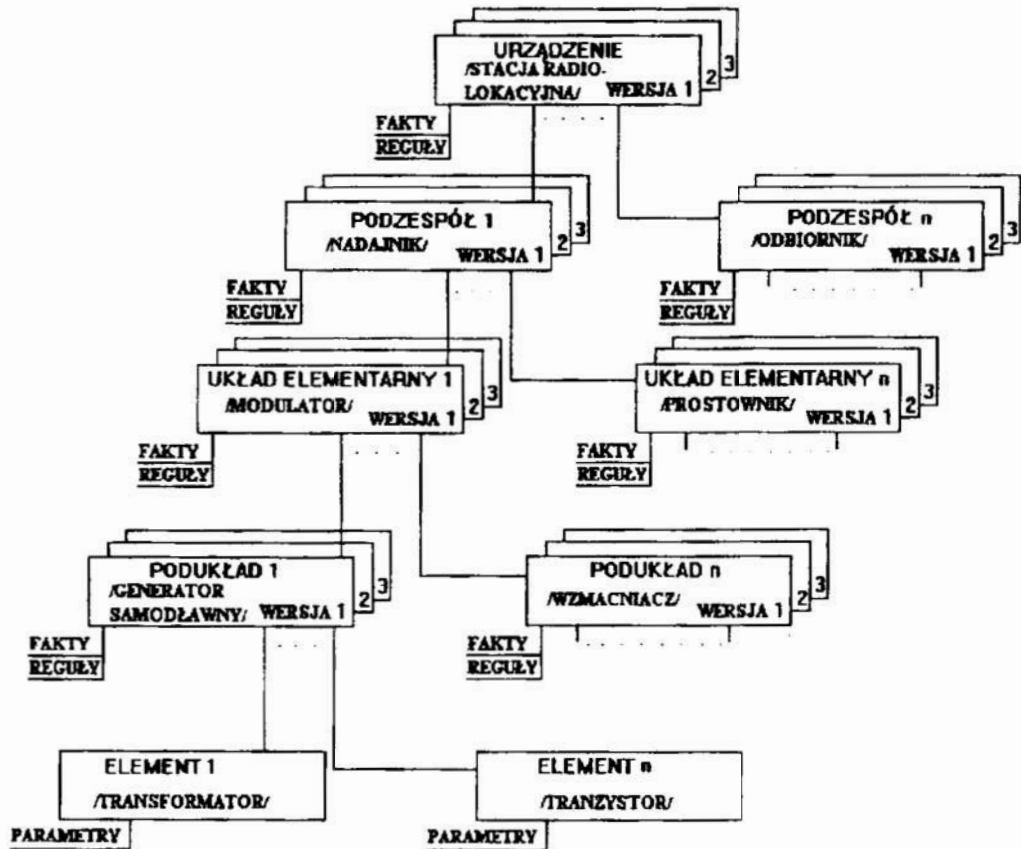 URZĄDZENIE
/STACJA RADIO-
LOKACYJNA/ WERSJA 1
2
3
FAKTY
REGUŁY
PODZESPÓŁ 1
/NADAJNIK/
WERSJA 1
2
3
FAKTY
REGUŁY
PODZESPÓŁ n
/ODBIORNIK/
WERSJA 1
2
3
FAKTY
REGUŁY
UKŁAD ELEMENTARNY 1
/MODULATOR/
WERSJA 1
2
3
FAKTY
REGUŁY
UKŁAD ELEMENTARNY n
/PROSTOWNIK/
WERSJA 1
2
3
FAKTY
REGUŁY
PODUKŁAD 1
/GENERATOR
SAMODŁAWNY/ WERSJA 1
2
3
FAKTY
REGUŁY
PODUKŁAD n
/WZMACNIACZ/
WERSJA 1
2
3
FAKTY
REGUŁY
ELEMENT 1
/TRANSFORMATOR/
PARAMETRY
ELEMENT n
/TRANZYSTOR/
PARAMETRY